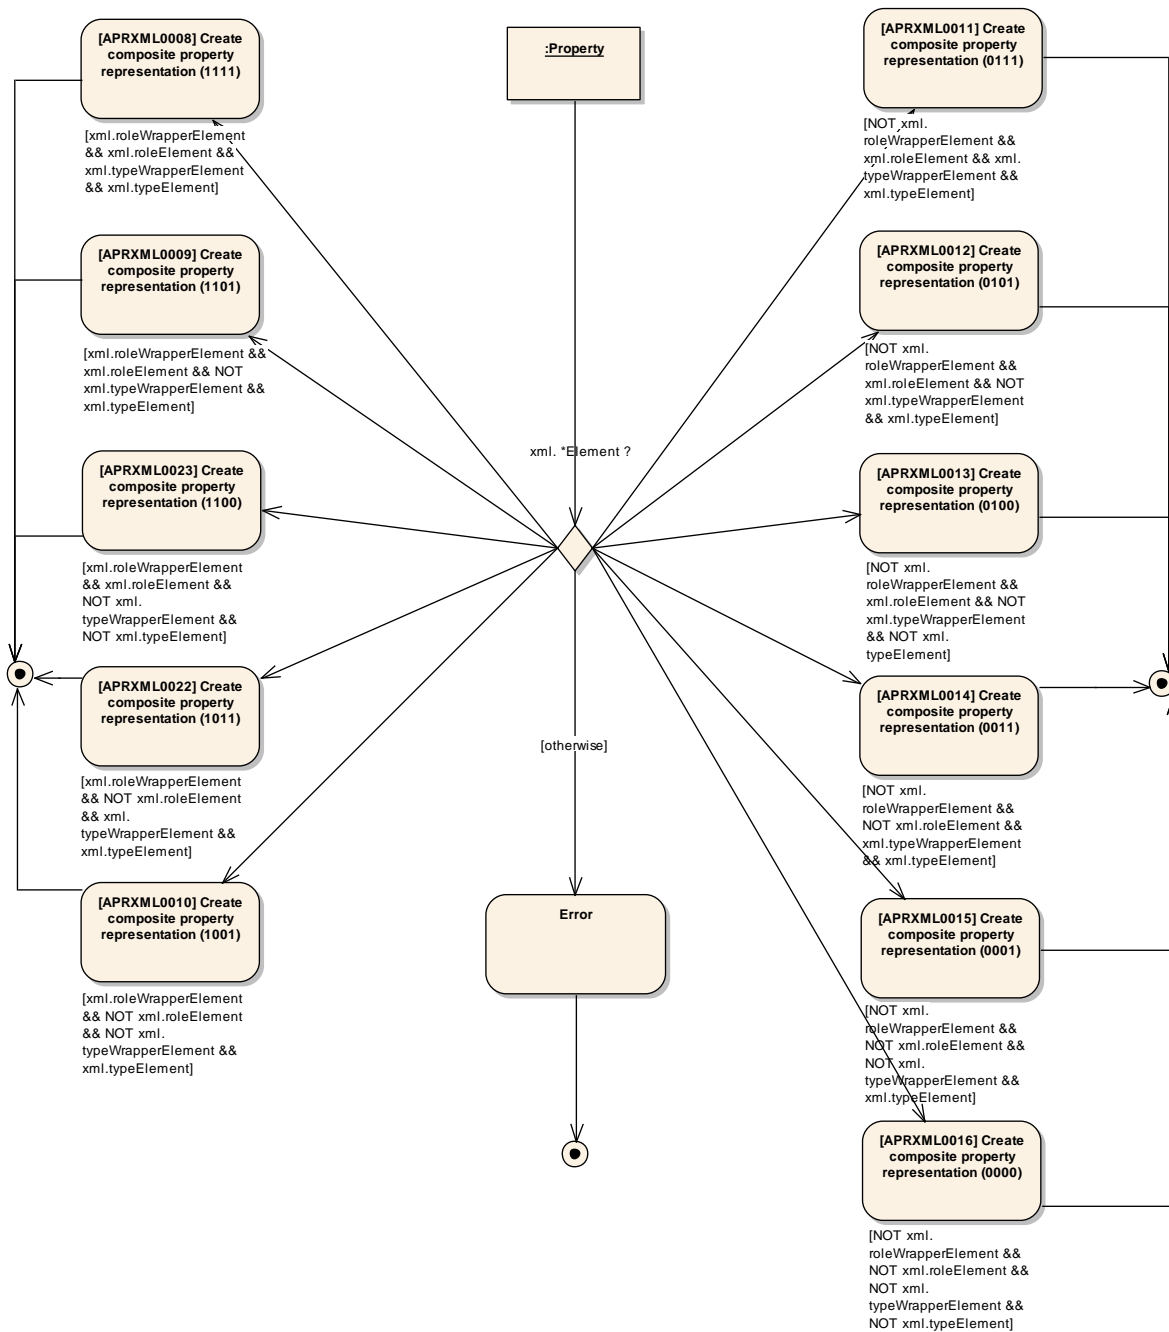 [APRXML0008] Create
composite property
representation (1111)
[xml.roleWrapperElement
&& xml.roleElement &&
xml.typeWrapperElement
&& xml.typeElement]
[APRXML0009] Create
composite property
representation (1101)
[xml.roleWrapperElement &&
xml.roleElement && NOT
xml.typeWrapperElement &&
xml.typeElement]
[APRXML0023] Create
composite property
representation (1100)
[xml.roleWrapperElement
&& xml.roleElement &&
NOT xml.
typeWrapperElement &&
NOT xml.typeElement]
[APRXML0022] Create
composite property
representation (1011)
[xml.roleWrapperElement
&& NOT xml.roleElement
&& xml.
typeWrapperElement &&
xml.typeElement]
[APRXML0010] Create
composite property
representation (1001)
[xml.roleWrapperElement
&& NOT xml.roleElement
&& NOT xml.
typeWrapperElement &&
xml.typeElement]
:Property
xml. *Element ?
[otherwise]
Error
[APRXML0011] Create
composite property
representation (0111)
[NOT xml.
roleWrapperElement &&
xml.roleElement && xml.
typeWrapperElement &&
xml.typeElement]
[APRXML0012] Create
composite property
representation (0101)
[NOT xml.
roleWrapperElement &&
xml.roleElement && NOT
xml.typeWrapperElement
&& xml.typeElement]
[APRXML0013] Create
composite property
representation (0100)
[NOT xml.
roleWrapperElement &&
xml.roleElement && NOT
xml.typeWrapperElement
&& NOT xml.
typeElement]
[APRXML0014] Create
composite property
representation (0011)
[NOT xml.
roleWrapperElement &&
NOT xml.roleElement &&
xml.typeWrapperElement
&& xml.typeElement]
[APRXML0015] Create
composite property
representation (0001)
[NOT xml.
roleWrapperElement &&
NOT xml.roleElement &&
NOT xml.
typeWrapperElement &&
xml.typeElement]
[APRXML0016] Create
composite property
representation (0000)
[NOT xml.
roleWrapperElement &&
NOT xml.roleElement &&
NOT xml.
typeWrapperElement &&
NOT xml.typeElement]